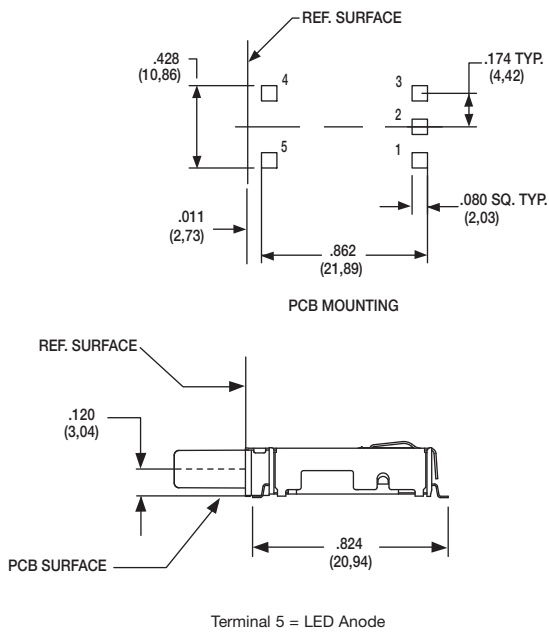 REF. SURFACE
.428
(10,86)
4
3
.174 TYP.
(4,42)
2
5
1
.080 SQ. TYP.
(2,03)
.011
(2,73)
.862
(21,89)
PCB MOUNTING
REF. SURFACE
.120
(3,04)
PCB SURFACE
.824
(20,94)
Terminal 5 = LED Anode